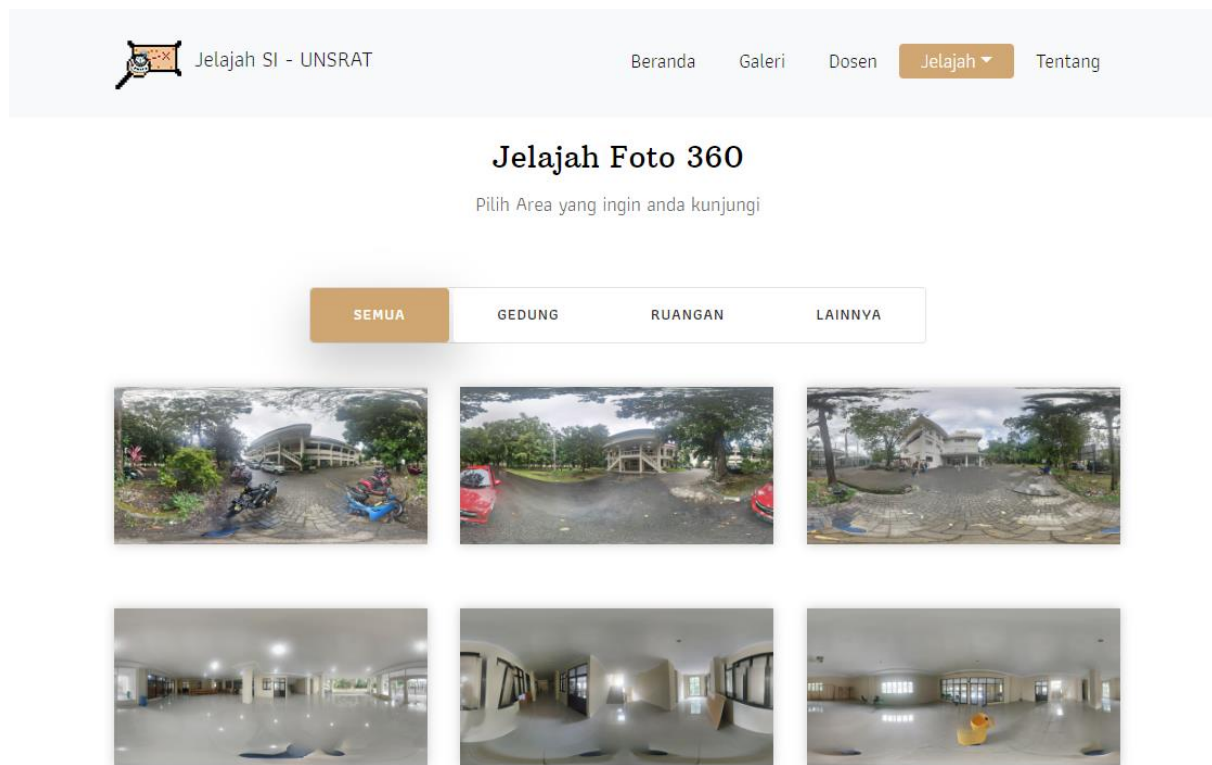 Jelajah SI - UNSRAT
Beranda Galeri Dosen Jelajah Tentang
Jelajah Foto 360
Pilih Area yang ingin anda kunjungi
SEMUA GEDUNG RUANGAN LAINNYA